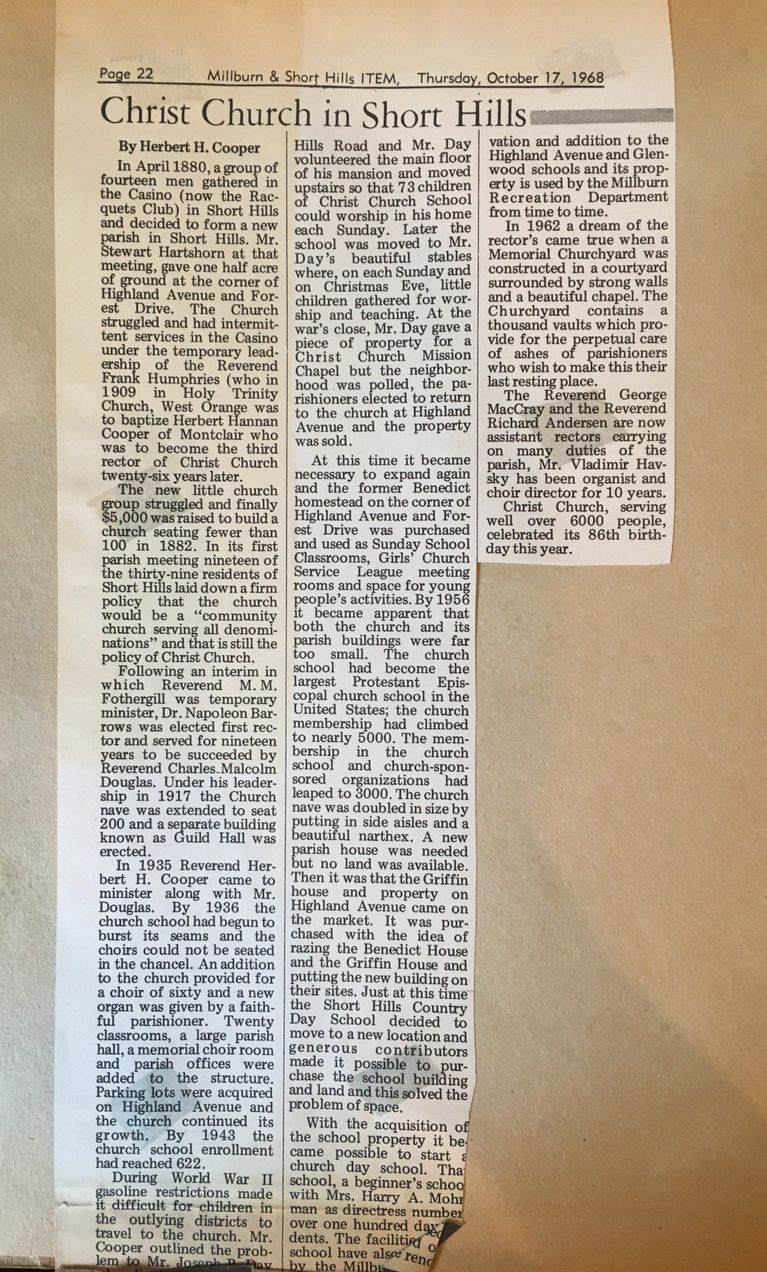 Page 22 Millburn & Short Hills ITEM, Thursday, October 17, 1968
Christ Church in Short Hills
By Herbert H. Cooper
In April 1880, a group of
fourteen men gathered in
the Casino (now the Rac-
quets Club) in Short Hills
and decided to form a new
parish in Short Hills. Mr.
Stewart Hartshorn at that
meeting, gave one half acre
of ground at the corner of
Highland Avenue and For-
est Drive. The Church
struggled and had intermit-
tent services in the Casino
under the temporary lead-
ership of the Reverend
Frank Humphries (who in
1909 in Holy Trinity
Church, West Orange was
to baptize Herbert Hannan
Cooper of Montclair who
was to become the third
rector of Christ Church
twenty-six years later.
The new little church
group struggled and finally
$5,000 was raised to build a
church seating fewer than
100 in 1882. In its first
parish meeting nineteen of
the thirty-nine residents of
Short Hills laid down a firm
policy that the church
would be a "community
church serving all denomi-
nations" and that is still the
policy of Christ Church.
Following an interim in
which Reverend M. M.
Fothergill was temporary
minister, Dr. Napoleon Bar-
rows was elected first rec-
tor and served for nineteen
years to be succeeded by
Reverend Charles Malcolm
Douglas. Under his leader-
ship in 1917 the Church
nave was extended to seat
200 and a separate building
known as Guild Hall was
erected.
In 1935 Reverend Her-
bert H. Cooper came to
minister along with Mr.
Douglas. By 1936 the
church school had begun to
burst its seams and the
choirs could not be seated
in the chancel. An addition
to the church provided for
a choir of sixty and a new
organ was given by a faith-
ful parishioner. Twenty
classrooms, a large parish
hall, a memorial choir room
and parish offices were
added to the structure.
Parking lots were acquired
on Highland Avenue and
the church continued its
growth. By 1943 the
church school enrollment
had reached 622.
During World War II
gasoline restrictions made
it difficult for children in
the outlying districts to
travel to the church. Mr.
Cooper outlined the prob-
lem to Mr. Joseph P. Day
Hills Road and Mr. Day
volunteered the main floor
of his mansion and moved
upstairs so that 73 children
of Christ Church School
could worship in his home
each Sunday. Later the
school was moved to Mr.
Day's beautiful stables
where, on each Sunday and
on Christmas Eve, little
children gathered for wor-
ship and teaching. At the
war's close, Mr. Day gave a
piece of property for a
Christ Church Mission
Chapel but the neighbor-
hood was polled, the pa-
rishioners elected to return
to the church at Highland
Avenue and the property
was sold.
At this time it became
necessary to expand again
and the former Benedict
homestead on the corner of
Highland Avenue and For-
est Drive was purchased
and used as Sunday School
Classrooms, Girls' Church
Service League meeting
rooms and space for young
people's activities. By 1956
it became apparent that
both the church and its
parish buildings were far
too small. The church
school had become the
largest Protestant Epis-
copal church school in the
United States; the church
membership had climbed
to nearly 5000. The mem-
bership in the church
school and church-spon-
sored organizations had
leaped to 3000. The church
nave was doubled in size by
putting in side aisles and a
beautiful narthex. A new
parish house was needed
but no land was available.
Then it was that the Griffin
house and property on
Highland Avenue came on
the market. It was pur-
chased with the idea of
razing the Benedict House
and the Griffin House and
putting the new building on
their sites. Just at this time
the Short Hills Country
Day School decided to
move to a new location and
generous contributors
made it possible to pur-
chase the school building
and land and this solved the
problem of space.
With the acquisition of
the school property it be-
came possible to start a
church day school. Tha
school, a beginner's schoo
with Mrs. Harry A. Mohr
man as directress number
over one hundred
dents. The facilities o
school have also reno
by the Millbu
vation and addition to the
Highland Avenue and Glen-
wood schools and its prop-
erty is used by the Millburn
Recreation Department
from time to time.
In 1962 a dream of the
rector's came true when a
Memorial Churchyard was
constructed in a courtyard
surrounded by strong walls
and a beautiful chapel. The
Churchyard contains a
thousand vaults which pro-
vide for the perpetual care
of ashes of parishioners
who wish to make this their
last resting place.
The Reverend George
MacCray and the Reverend
Richard Andersen are now
assistant rectors carrying
on many duties of the
parish, Mr. Vladimir Hav-
sky has been organist and
choir director for 10 years.
Christ Church, serving
well over 6000 people,
celebrated its 86th birth-
day this year.